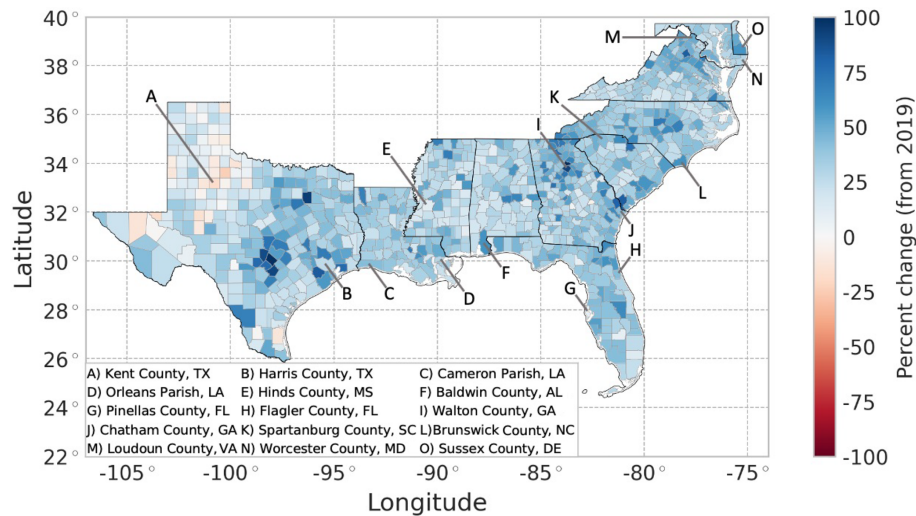 40°
38°
36°
34°
32°
30°
28°
26°
24°
22°
Latitude
A
B
C
D
E
F
G
H
I
J
K
L
M
N
O
A) Kent County, TX B) Harris County, TX C) Cameron Parish, LA
D) Orleans Parish, LA E) Hinds County, MS F) Baldwin County, AL
G) Pinellas County, FL H) Flagler County, FL I) Walton County, GA
J) Chatham County, GA K) Spartanburg County, SC L)Brunswick County, NC
M) Loudoun County, VA N) Worcester County, MD O) Sussex County, DE
-105° -100° -95° -90° -85° -80° -75°
Longitude
100
75
50
25
0
-25
-50
-75
-100
Percent change (from 2019)